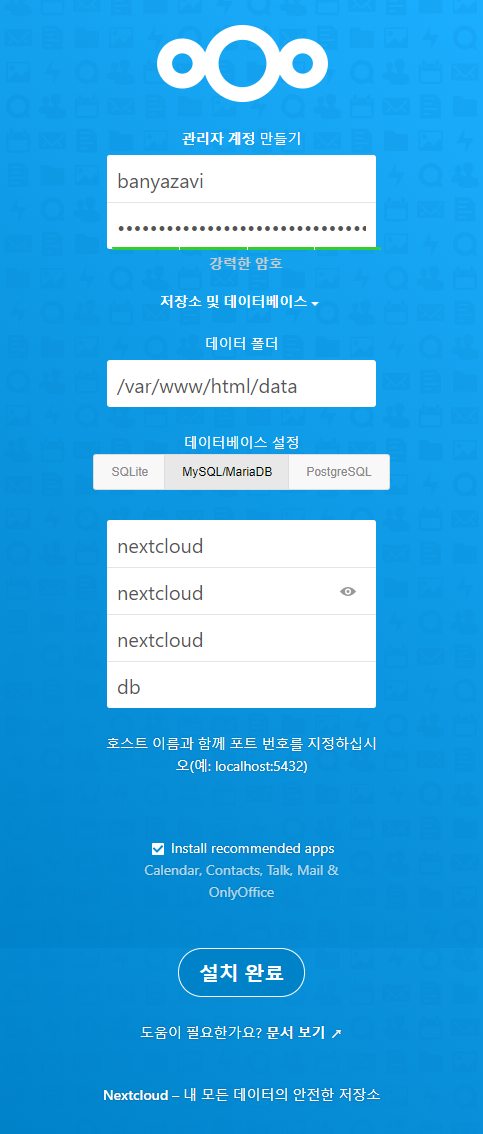 관리자 계정 만들기
banyazavi
••••••••••••••••••••••••••••••••
강력한 암호
저장소 및 데이터베이스
데이터 폴더
/var/www/html/data
데이터베이스 설정
SQLite MySQL/MariaDB PostgreSQL
nextcloud
nextcloud
nextcloud
db
호스트 이름과 함께 포트 번호를 지정하십시
오(예: localhost:5432)
Install recommended apps
Calendar, Contacts, Talk, Mail &
OnlyOffice
설치 완료
도움이 필요한가요? 문서 보기 ↗
Nextcloud – 내 모든 데이터의 안전한 저장소